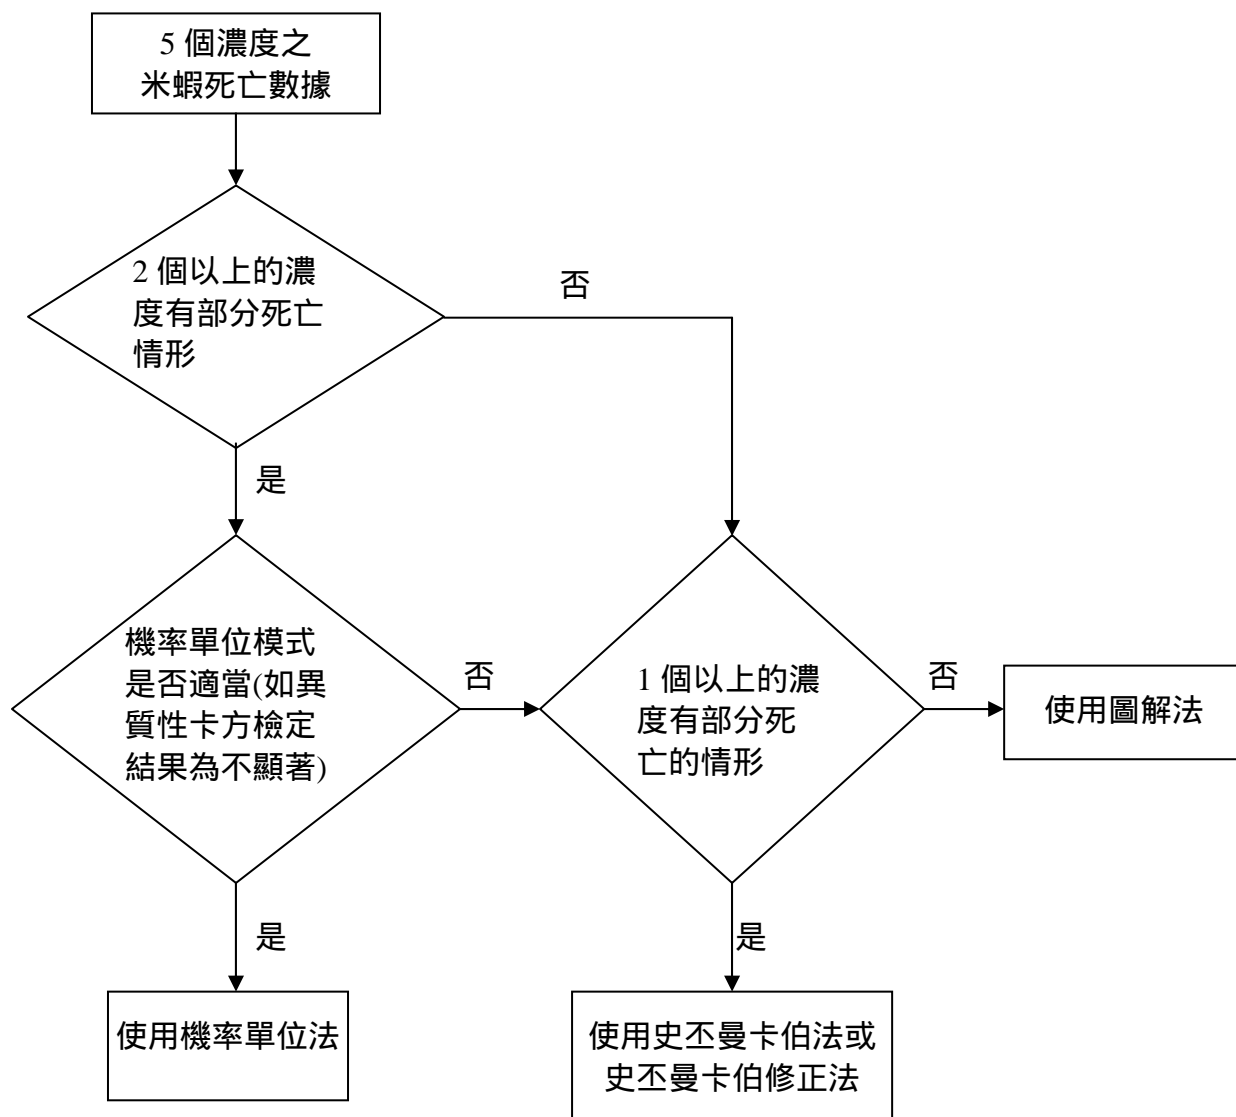 5 個濃度之
米蝦死亡數據
2 個以上的濃
度有部分死亡
情形
否
是
機率單位模式
是否適當(如異
質性卡方檢定
結果為不顯著)
否
1 個以上的濃
度有部分死
亡的情形
否
使用圖解法
是
是
使用機率單位法
使用史丕曼卡伯法或
史丕曼卡伯修正法